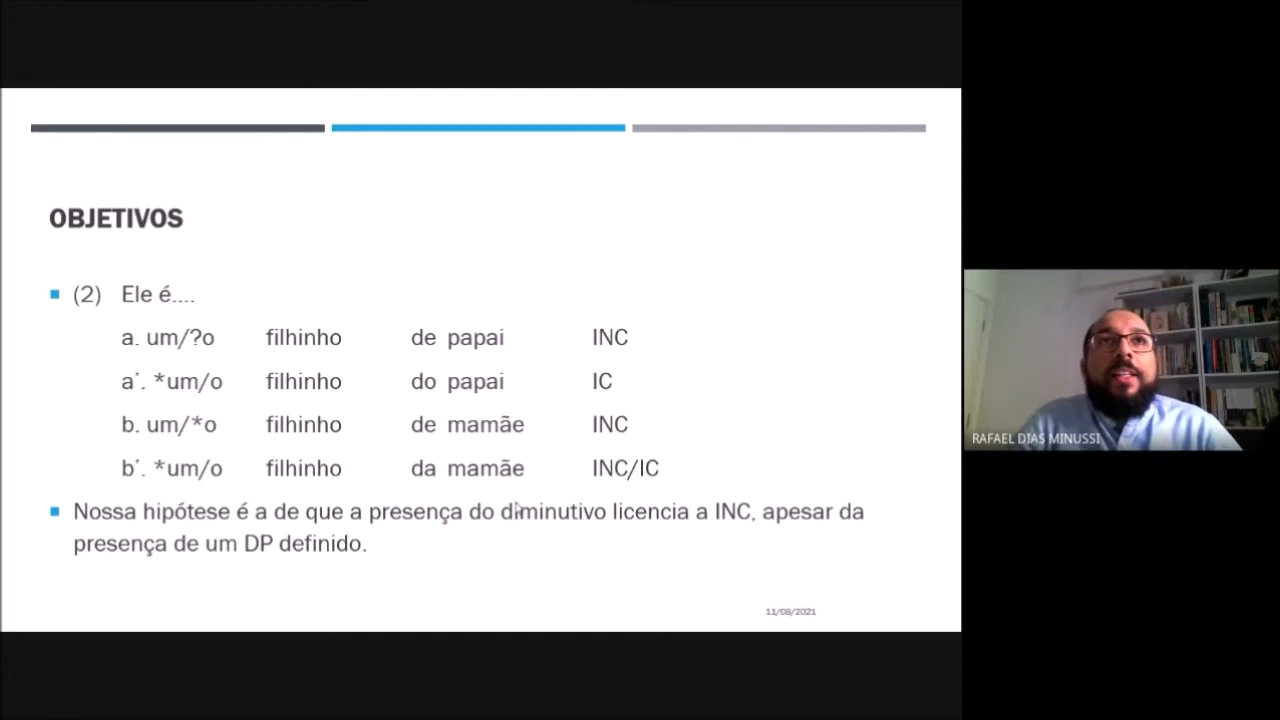 OBJETIVOS
(2) Ele é....
a. um/?o filhinho de papai INC
a'. *um/o filhinho do papai IC
b. um/*o filhinho de mamãe INC
b'. *um/o filhinho da mamãe INC/IC
Nossa hipótese é a de que a presença do diminutivo licencia a INC, apesar da
presença de um DP definido.
11/08/2021
RAFAEL DIAS MINUSSI